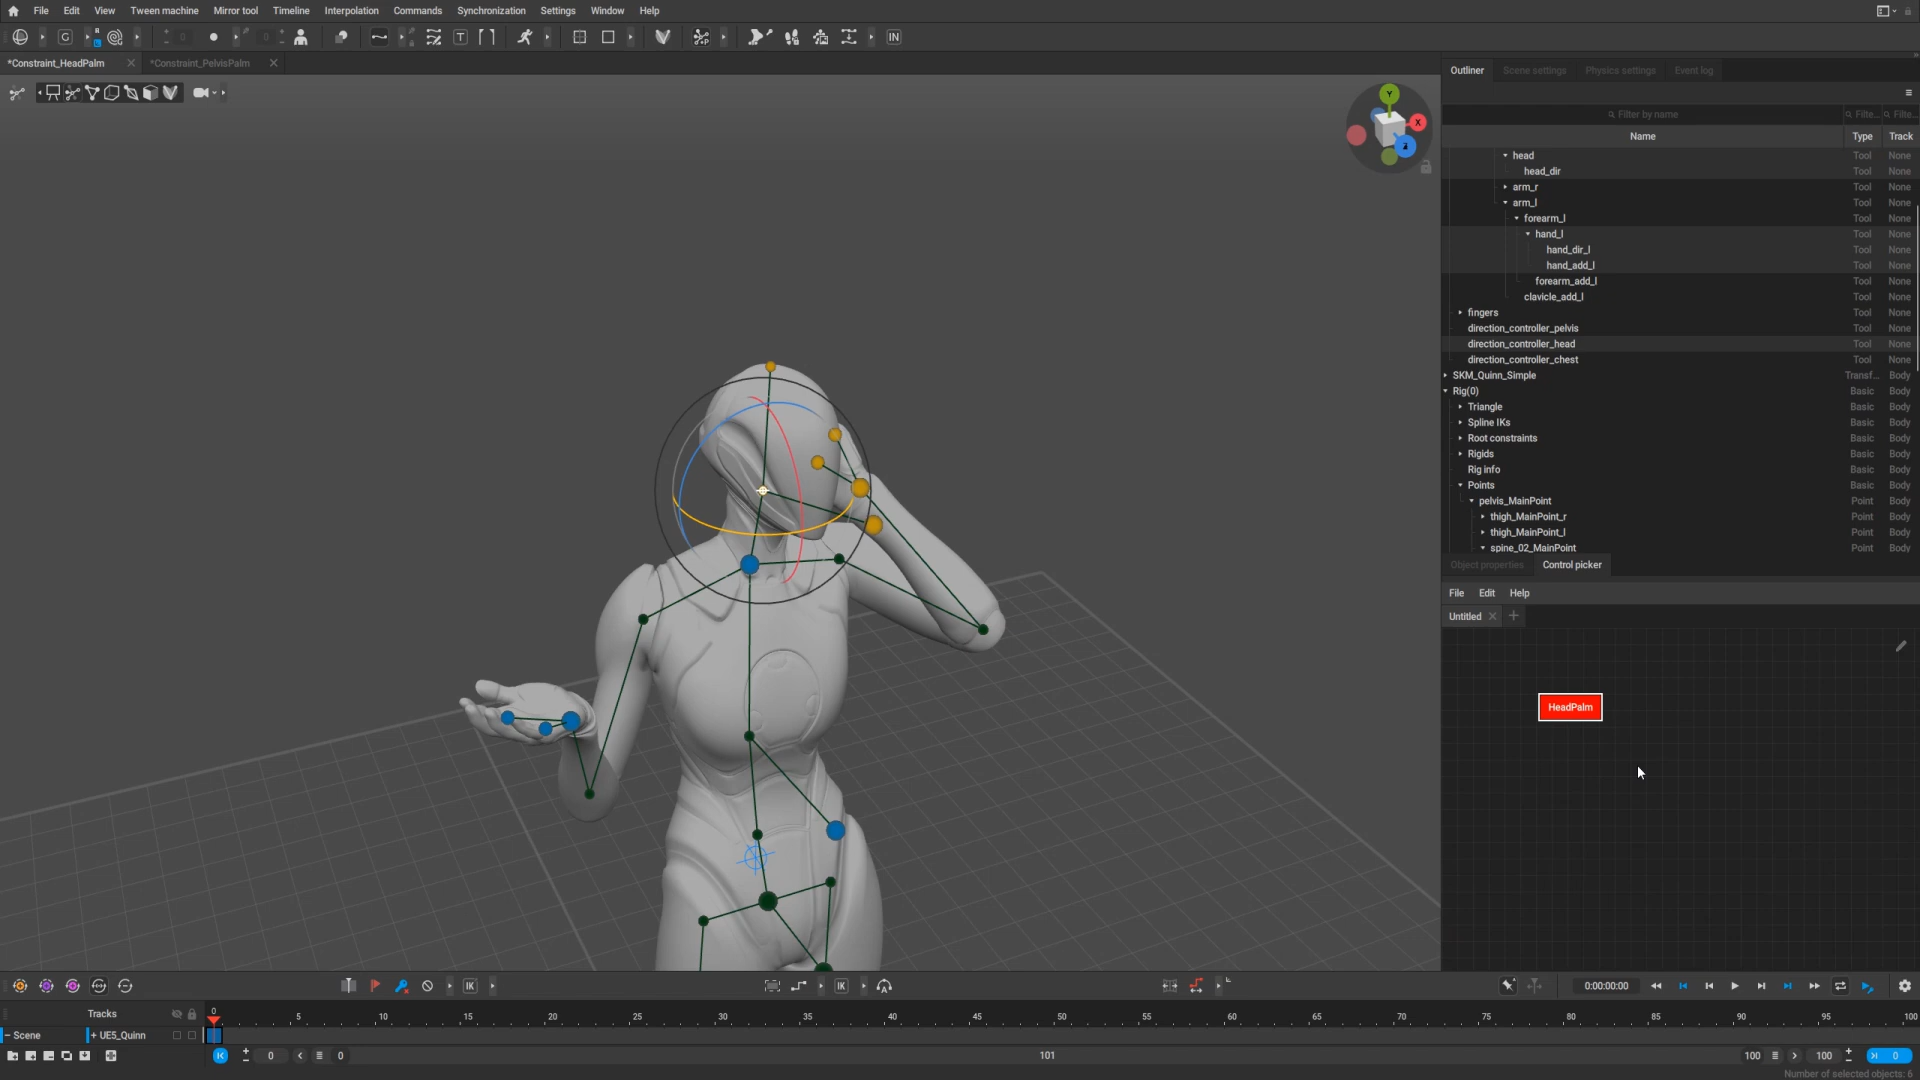 File Edit View Tween machine Mirror tool Timeline Interpolation Commands Synchronization Settings Window Help
G T IN
*Constraint_HeadPalm *Constraint_PelvisPalm
Outliner Scene settings Physics settings Event log
Filter by name Filte... Filte...
Name Type Track
head Tool None
head_dir Tool None
arm_r Tool None
arm_l Tool None
forearm_l Tool None
hand_l Tool None
hand_dir_l Tool None
hand_add_l Tool None
forearm_add_l Tool None
clavicle_add_l Tool None
fingers Tool None
direction_controller_pelvis Tool None
direction_controller_head Tool None
direction_controller_chest Tool None
SKM_Quinn_Simple Transf... Body
Rig(0) Basic Body
Triangle Basic Body
Spline IKs Basic Body
Root constraints Basic Body
Rigids Basic Body
Rig info Basic Body
Points Basic Body
pelvis_MainPoint Point Body
thigh_MainPoint_r Point Body
thigh_MainPoint_l Point Body
spine_02_MainPoint Point Body
Object properties Control picker
File Edit Help
Untitled
HeadPalm
Y
X
Z
IK IK 0:00:00:00
Tracks 0 5 10 15 20 25 30 35 40 45 50 55 60 65 70 75 80 85 90 95 100
Scene + UE5_Quinn
0 0 101 100 100 0
Number of selected objects: 6